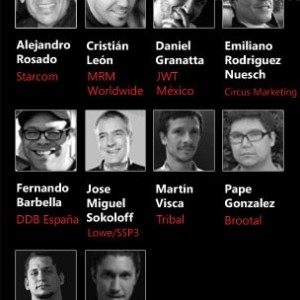 Alejandro
Rosado
Starcom
Cristián
León
MRM
Worldwide
Daniel
Granatta
JWT
México
Emiliano
Rodriguez
Nuesch
Circus Marketing
Fernando
Barbella
DDB España
Jose
Miguel
Sokoloff
Lowe/SSP3
Martin
Visca
Tribal
Pape
Gonzalez
Brootal